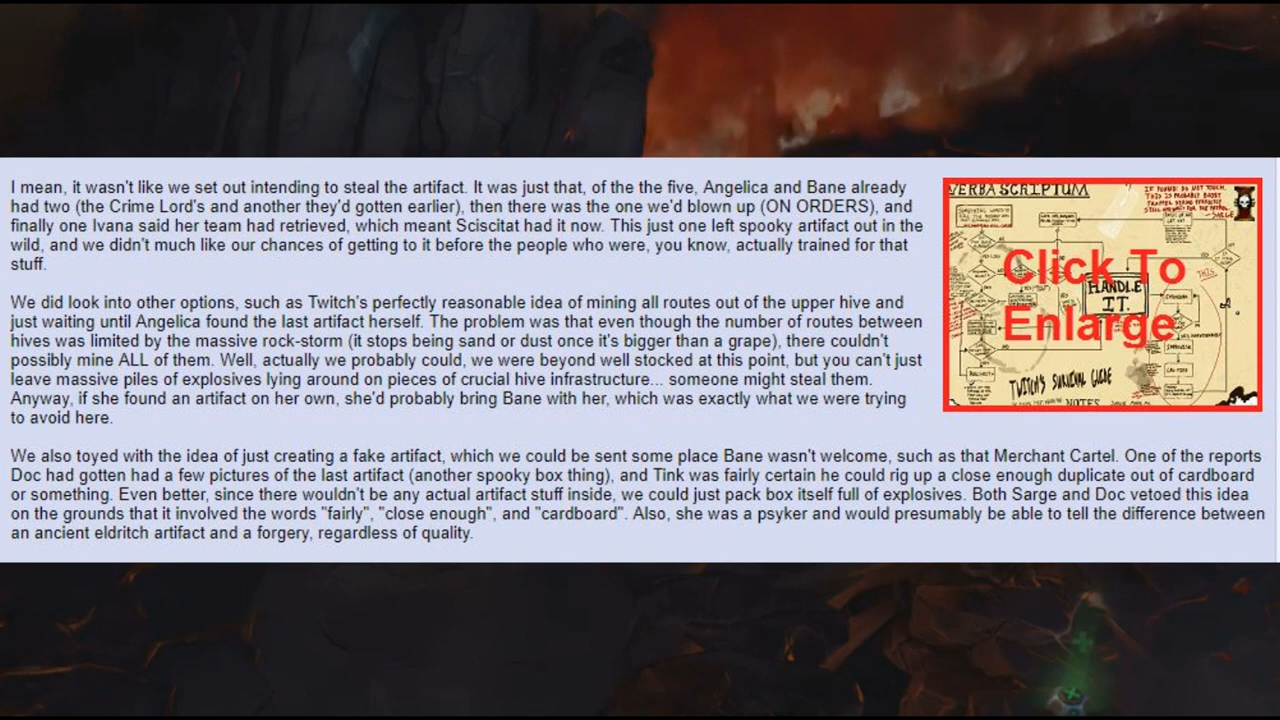 I mean, it wasn't like we set out intending to steal the artifact. It was just that, of the the five, Angelica and Bane already
had two (the Crime Lord's and another they'd gotten earlier), then there was the one we'd blown up (ON ORDERS), and
finally one Ivana said her team had retrieved, which meant Sciscitat had it now. This just one left spooky artifact out in the
wild, and we didn't much like our chances of getting to it before the people who were, you know, actually trained for that
stuff.
We did look into other options, such as Twitch's perfectly reasonable idea of mining all routes out of the upper hive and
just waiting until Angelica found the last artifact herself. The problem was that even though the number of routes between
hives was limited by the massive rock-storm (it stops being sand or dust once it's bigger than a grape), there couldn't
possibly mine ALL of them. Well, actually we probably could, we were beyond well stocked at this point, but you can't just
leave massive piles of explosives lying around on pieces of crucial hive infrastructure... someone might steal them.
Anyway, if she found an artifact on her own, she'd probably bring Bane with her, which was exactly what we were trying
to avoid here.
We also toyed with the idea of just creating a fake artifact, which we could be sent some place Bane wasn't welcome, such as that Merchant Cartel. One of the reports
Doc had gotten had a few pictures of the last artifact (another spooky box thing), and Tink was fairly certain he could rig up a close enough duplicate out of cardboard
or something. Even better, since there wouldn't be any actual artifact stuff inside, we could just pack box itself full of explosives. Both Sarge and Doc vetoed this idea
on the grounds that it involved the words "fairly", "close enough", and "cardboard". Also, she was a psyker and would presumably be able to tell the difference between
an ancient eldritch artifact and a forgery, regardless of quality.
VERBA SCRIPTUM
IF FOUND: DO NOT TOUCH.
Click To
Enlarge
HANDLE
IT.
THIS.
TWITCH'S SURVIVAL GUIDE
NOTES